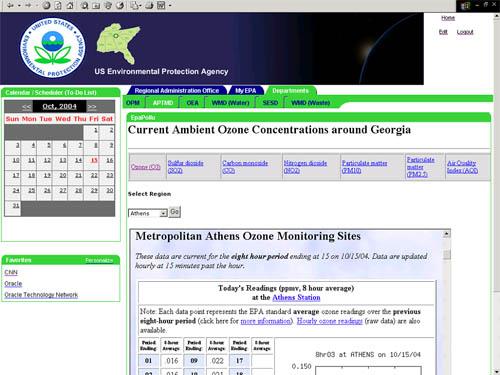 Home
Edit Logout
UNITED STATES
ENVIRONMENTAL PROTECTION AGENCY
US Environmental Protection Agency
Regional Administration Office My EPA Departments
OPM APTMD OEA WMD (Water) SESD WMD (Waste)
Calendar / Scheduler (To-Do List)
<< Oct, 2004 >>
Sun Mon Tue Wed Thu Fri Sat
1 2
3 4 5 6 7 8 9
10 11 12 13 14 15 16
17 18 19 20 21 22 23
24 25 26 27 28 29 30
31
Favorites Personalize
CNN
Oracle
Oracle Technology Network
EpaPollu
Current Ambient Ozone Concentrations around Georgia
Ozone (O3) Sulfur dioxide (SO2) Carbon monoxide (CO) Nitrogen dioxide (NO2) Particulate matter (PM10) Particulate matter (PM2.5) Air Quality Index (AQI)
Select Region
Athens Go
Metropolitan Athens Ozone Monitoring Sites
These data are current for the eight hour period ending at 15 on 10/15/04. Data are updated
hourly at 15 minutes past the hour.
Today's Readings (ppmv, 8 hour average)
at the Athens Station
Note: Each data point represents the EPA standard average ozone readings over the previous
eight-hour period (click here for more information). Hourly ozone readings (raw data) are also
available.
Period Ending 8 hour Average Period Ending 8 hour Average Period Ending 8 hour Average
01 .016 09 .022 17
8hr03 at ATHENS on 10/15/04
0.150